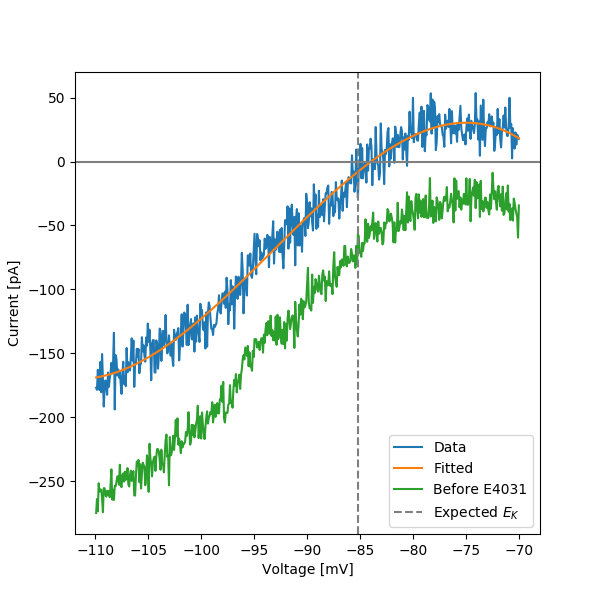 50
0
−50
−100
−150
−200
−250
Current [pA]
−110 −105 −100 −95 −90 −85 −80 −75 −70
Voltage [mV]
Data
Fitted
Before E4031
Expected E_K